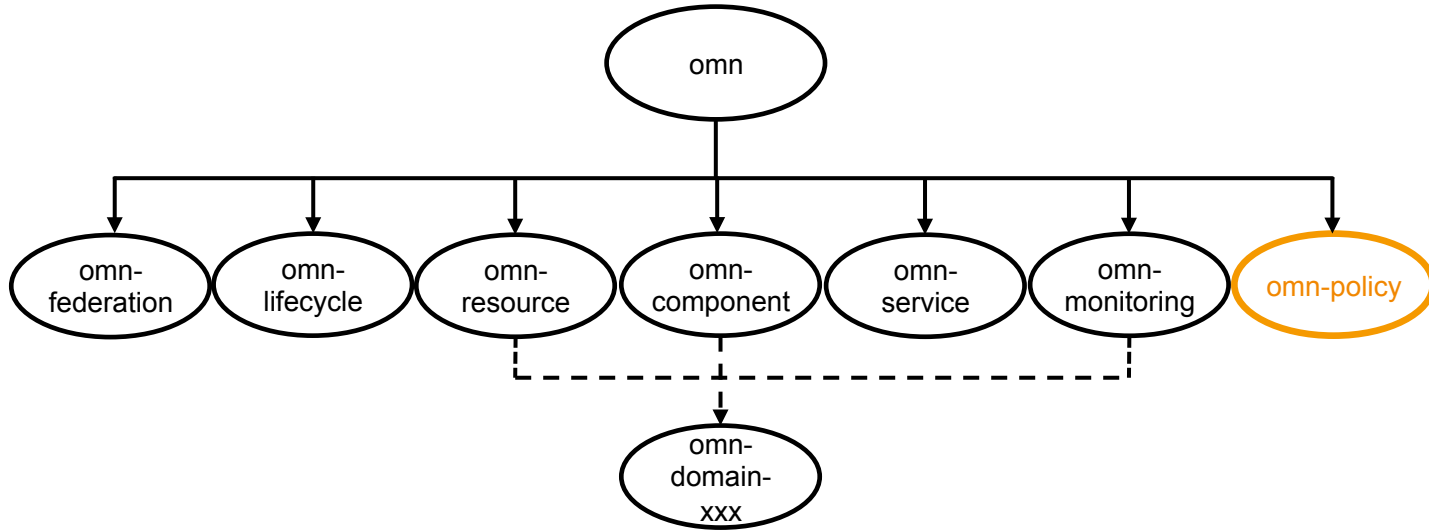 omn
omn-
federation
omn-
lifecycle
omn-
resource
omn-
component
omn-
service
omn-
monitoring
omn-policy
omn-
domain-
xxx